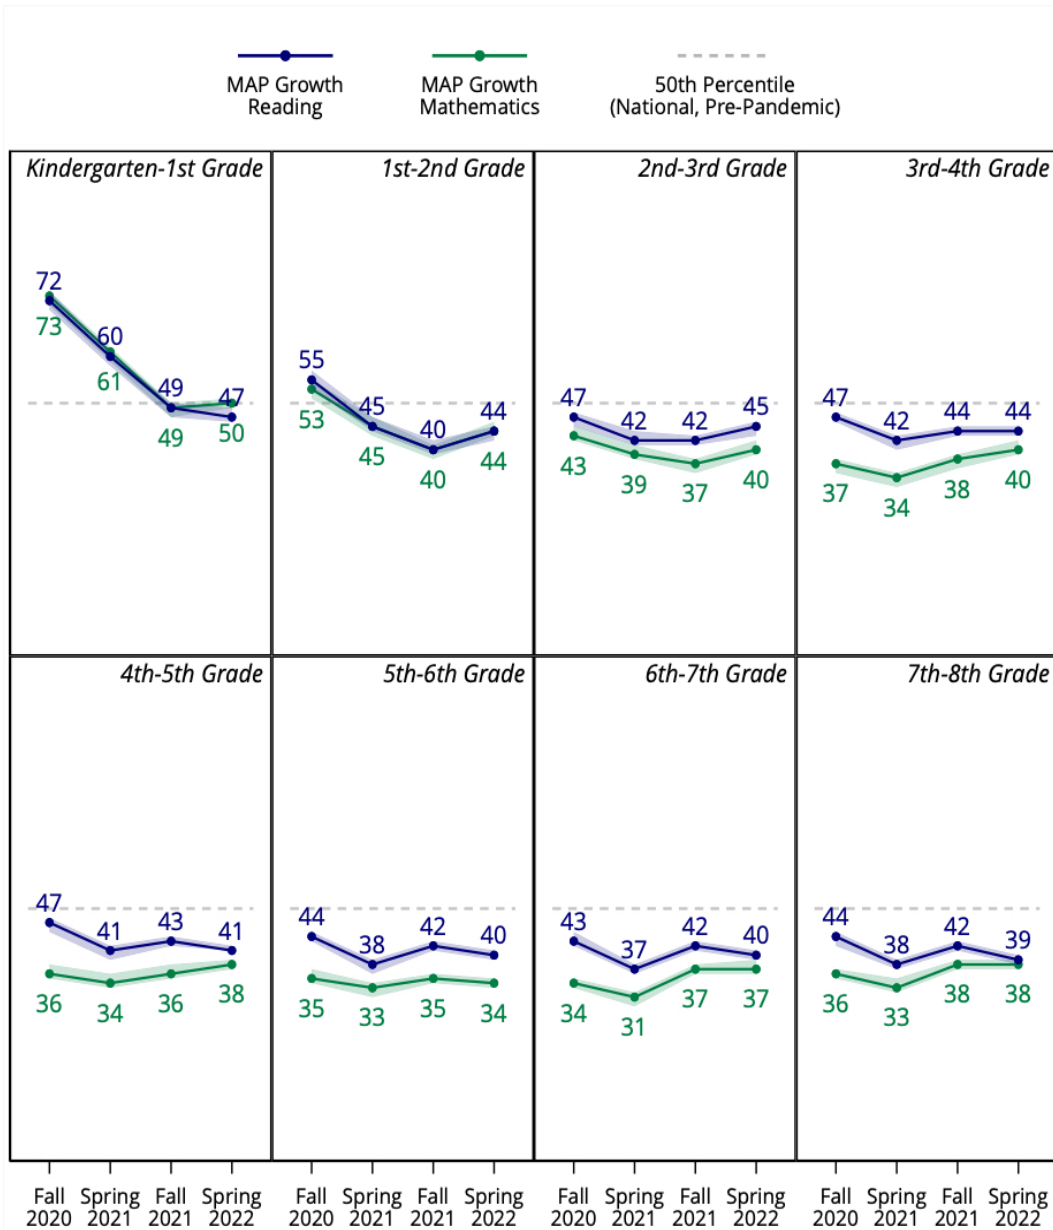 MAP Growth
Reading
MAP Growth
Mathematics
50th Percentile
(National, Pre-Pandemic)
Kindergarten-1st Grade
72
73
60
61
49
49
47
50
1st-2nd Grade
55
53
45
45
40
40
44
44
2nd-3rd Grade
47
43
42
39
42
37
45
40
3rd-4th Grade
47
37
42
34
44
38
44
40
4th-5th Grade
47
36
41
34
43
36
41
38
5th-6th Grade
44
35
38
33
42
35
40
34
6th-7th Grade
43
34
37
31
42
37
40
37
7th-8th Grade
44
36
38
33
42
38
39
38
Fall
2020
Spring
2021
Fall
2021
Spring
2022
Fall
2020
Spring
2021
Fall
2021
Spring
2022
Fall
2020
Spring
2021
Fall
2021
Spring
2022
Fall
2020
Spring
2021
Fall
2021
Spring
2022